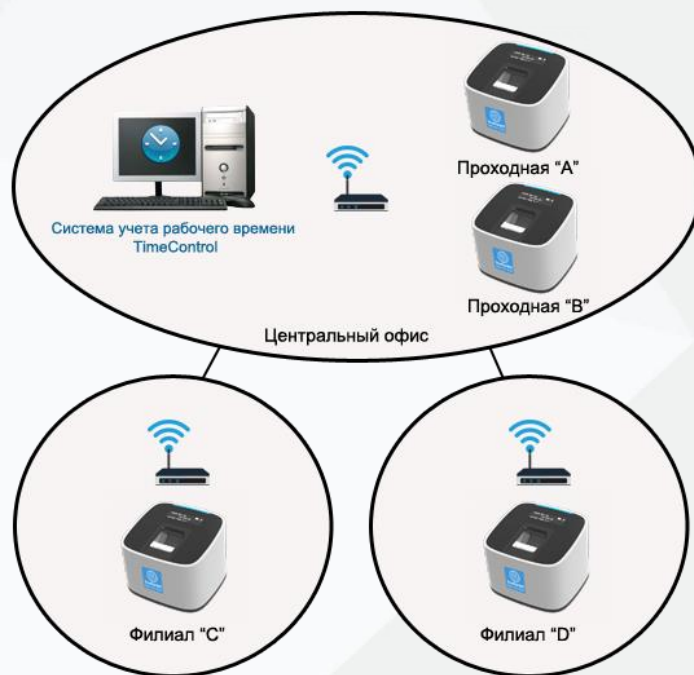 Проходная “А”
Система учета рабочего времени
TimeControl
Проходная “В”
Центральный офис
Филиал “С”
Филиал “D”